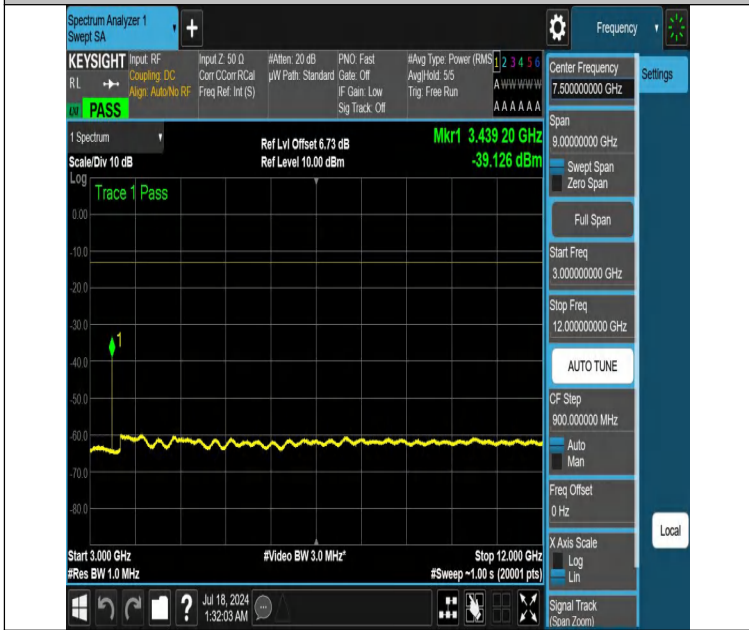 Spectrum Analyzer 1
Swept SA
Frequency
KEYSIGHT
RL
PASS
Input: RF
Coupling: DC
Align: Auto/No RF
Input Z: 50 Ω
Corr CCorr RCal
Freq Ref: Int (S)
#Atten: 20 dB
µW Path: Standard
PNO: Fast
Gate: Off
IF Gain: Low
Sig Track: Off
#Avg Type: Power (RMS
Avg|Hold: 5/5
Trig: Free Run
1 2 3 4 5 6
A W W W W W
A A A A A A
1 Spectrum
Scale/Div 10 dB
Ref Lvl Offset 6.73 dB
Ref Level 10.00 dBm
Mkr1 3.439 20 GHz
-39.126 dBm
Log
Trace 1 Pass
0.00
-10.0
-20.0
-30.0
1
-40.0
-50.0
-60.0
-70.0
-80.0
Start 3.000 GHz
#Res BW 1.0 MHz
#Video BW 3.0 MHz*
Stop 12.000 GHz
#Sweep ~1.00 s (20001 pts)
Jul 18, 2024
1:32:03 AM
Center Frequency
7.500000000 GHz
Settings
Span
9.00000000 GHz
Swept Span
Zero Span
Full Span
Start Freq
3.000000000 GHz
Stop Freq
12.000000000 GHz
AUTO TUNE
CF Step
900.000000 MHz
Auto
Man
Freq Offset
0 Hz
X Axis Scale
Log
Lin
Local
Signal Track
(Span Zoom)